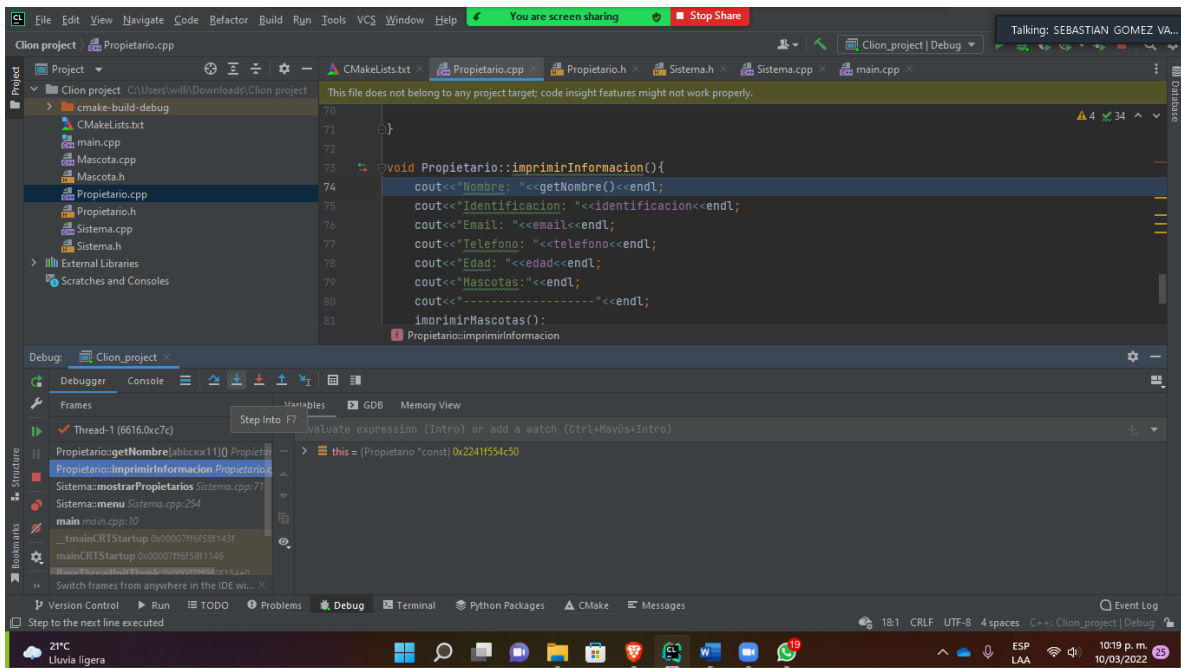 File Edit View Navigate Code Refactor Build Run Tools VCS Window Help
You are screen sharing
Stop Share
Talking: SEBASTIAN GOMEZ VA...
Clion project
Propietario.cpp
Clion_project | Debug
Project
CMakeLists.txt
Propietario.cpp
Propietario.h
Sistema.h
Sistema.cpp
main.cpp
Clion project C:\Users\willi\Downloads\Clion project
cmake-build-debug
CMakeLists.txt
main.cpp
Mascota.cpp
Mascota.h
Propietario.cpp
Propietario.h
Sistema.cpp
Sistema.h
External Libraries
Scratches and Consoles
Project
Structure
Bookmarks
Database
This file does not belong to any project target; code insight features might not work properly.
4 34
70
71 }
72
73 void Propietario::imprimirInformacion(){
74 cout<<"Nombre: "<<getNombre()<<endl;
75 cout<<"Identificacion: "<<identificacion<<endl;
76 cout<<"Email: "<<email<<endl;
77 cout<<"Telefono: "<<telefono<<endl;
78 cout<<"Edad: "<<edad<<endl;
79 cout<<"Mascotas:"<<endl;
80 cout<<"-------------------"<<endl;
81 imprimirMascotas();
Propietario::imprimirInformacion
Debug: Clion_project
Debugger Console
Frames
Variables GDB Memory View
Step Into F7
Thread-1 (6616.0xc7c)
evaluate expression (Intro) or add a watch (Ctrl+Mayús+Intro)
Propietario::getNombre[abi:cxx11]() Propietar
Propietario::imprimirInformacion Propietario.c
Sistema::mostrarPropietarios Sistema.cpp:71
Sistema::menu Sistema.cpp:254
main main.cpp:10
__tmainCRTStartup 0x00007ff6f58f143f
mainCRTStartup 0x00007ff6f58f1146
BaseThreadInitThunk
Switch frames from anywhere in the IDE wi...
this = {Propietario *const} 0x2241f554c50
Version Control Run TODO Problems Debug Terminal Python Packages CMake Messages
Event Log
Step to the next line executed
18:1 CRLF UTF-8 4 spaces C++: Clion_project | Debug
21°C
Lluvia ligera
19
ESP
LAA
10:19 p. m.
10/03/2022
25